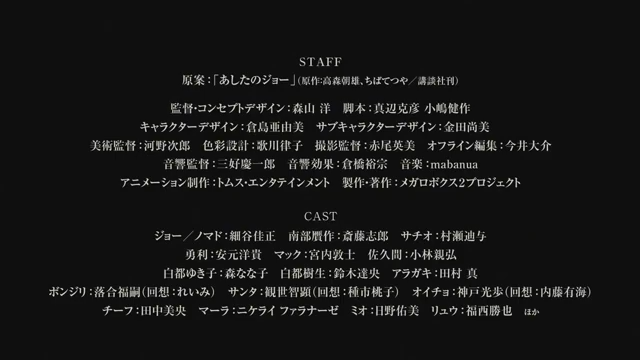 STAFF
原案：「あしたのジョー」（原作：高森朝雄、ちばてつや／講談社刊）
監督・コンセプトデザイン：森山 洋　脚本：真辺克彦 小嶋健作
キャラクターデザイン：倉島亜由美　サブキャラクターデザイン：金田尚美
美術監督：河野次郎　色彩設計：歌川律子　撮影監督：赤尾英美　オフライン編集：今井大介
音響監督：三好慶一郎　音響効果：倉橋裕宗　音楽：mabanua
アニメーション制作：トムス・エンタテインメント　製作・著作：メガロボクス2プロジェクト
CAST
ジョー／ノマド：細谷佳正　南部贋作：斎藤志郎　サチオ：村瀬迪与
勇利：安元洋貴　マック：宮内敦士　佐久間：小林親弘
白都ゆき子：森なな子　白都樹生：鈴木達央　アラガキ：田村 真
ボンジリ：落合福嗣（回想：れいみ）　サンタ：観世智顕（回想：種市桃子）　オイチョ：神戸光歩（回想：内藤有海）
チーフ：田中美央　マーラ：ニケライ ファラナーゼ　ミオ：日野佑美　リュウ：福西勝也　ほか